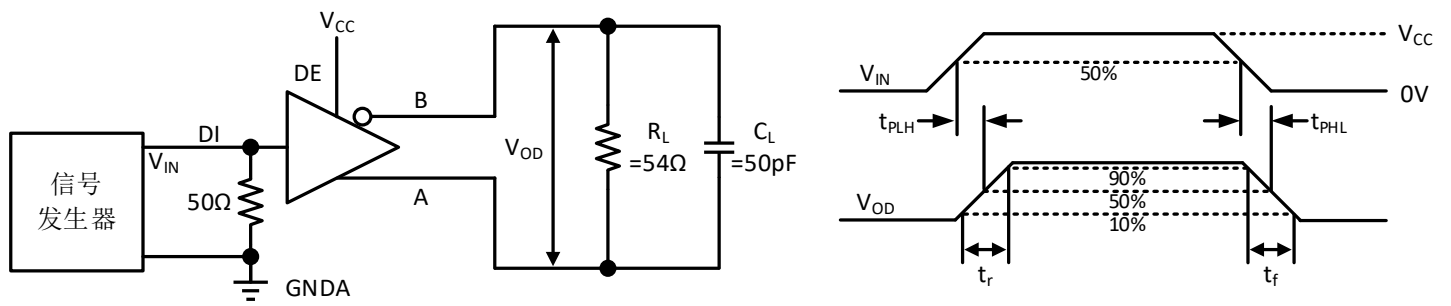 V_CC
DE
B
DI
V_IN
信号
发生器
50Ω
A
GNDA
V_OD
R_L
=54Ω
C_L
=50pF
V_CC
V_IN
50%
0V
t_PLH
t_PHL
90%
50%
10%
V_OD
t_r
t_f